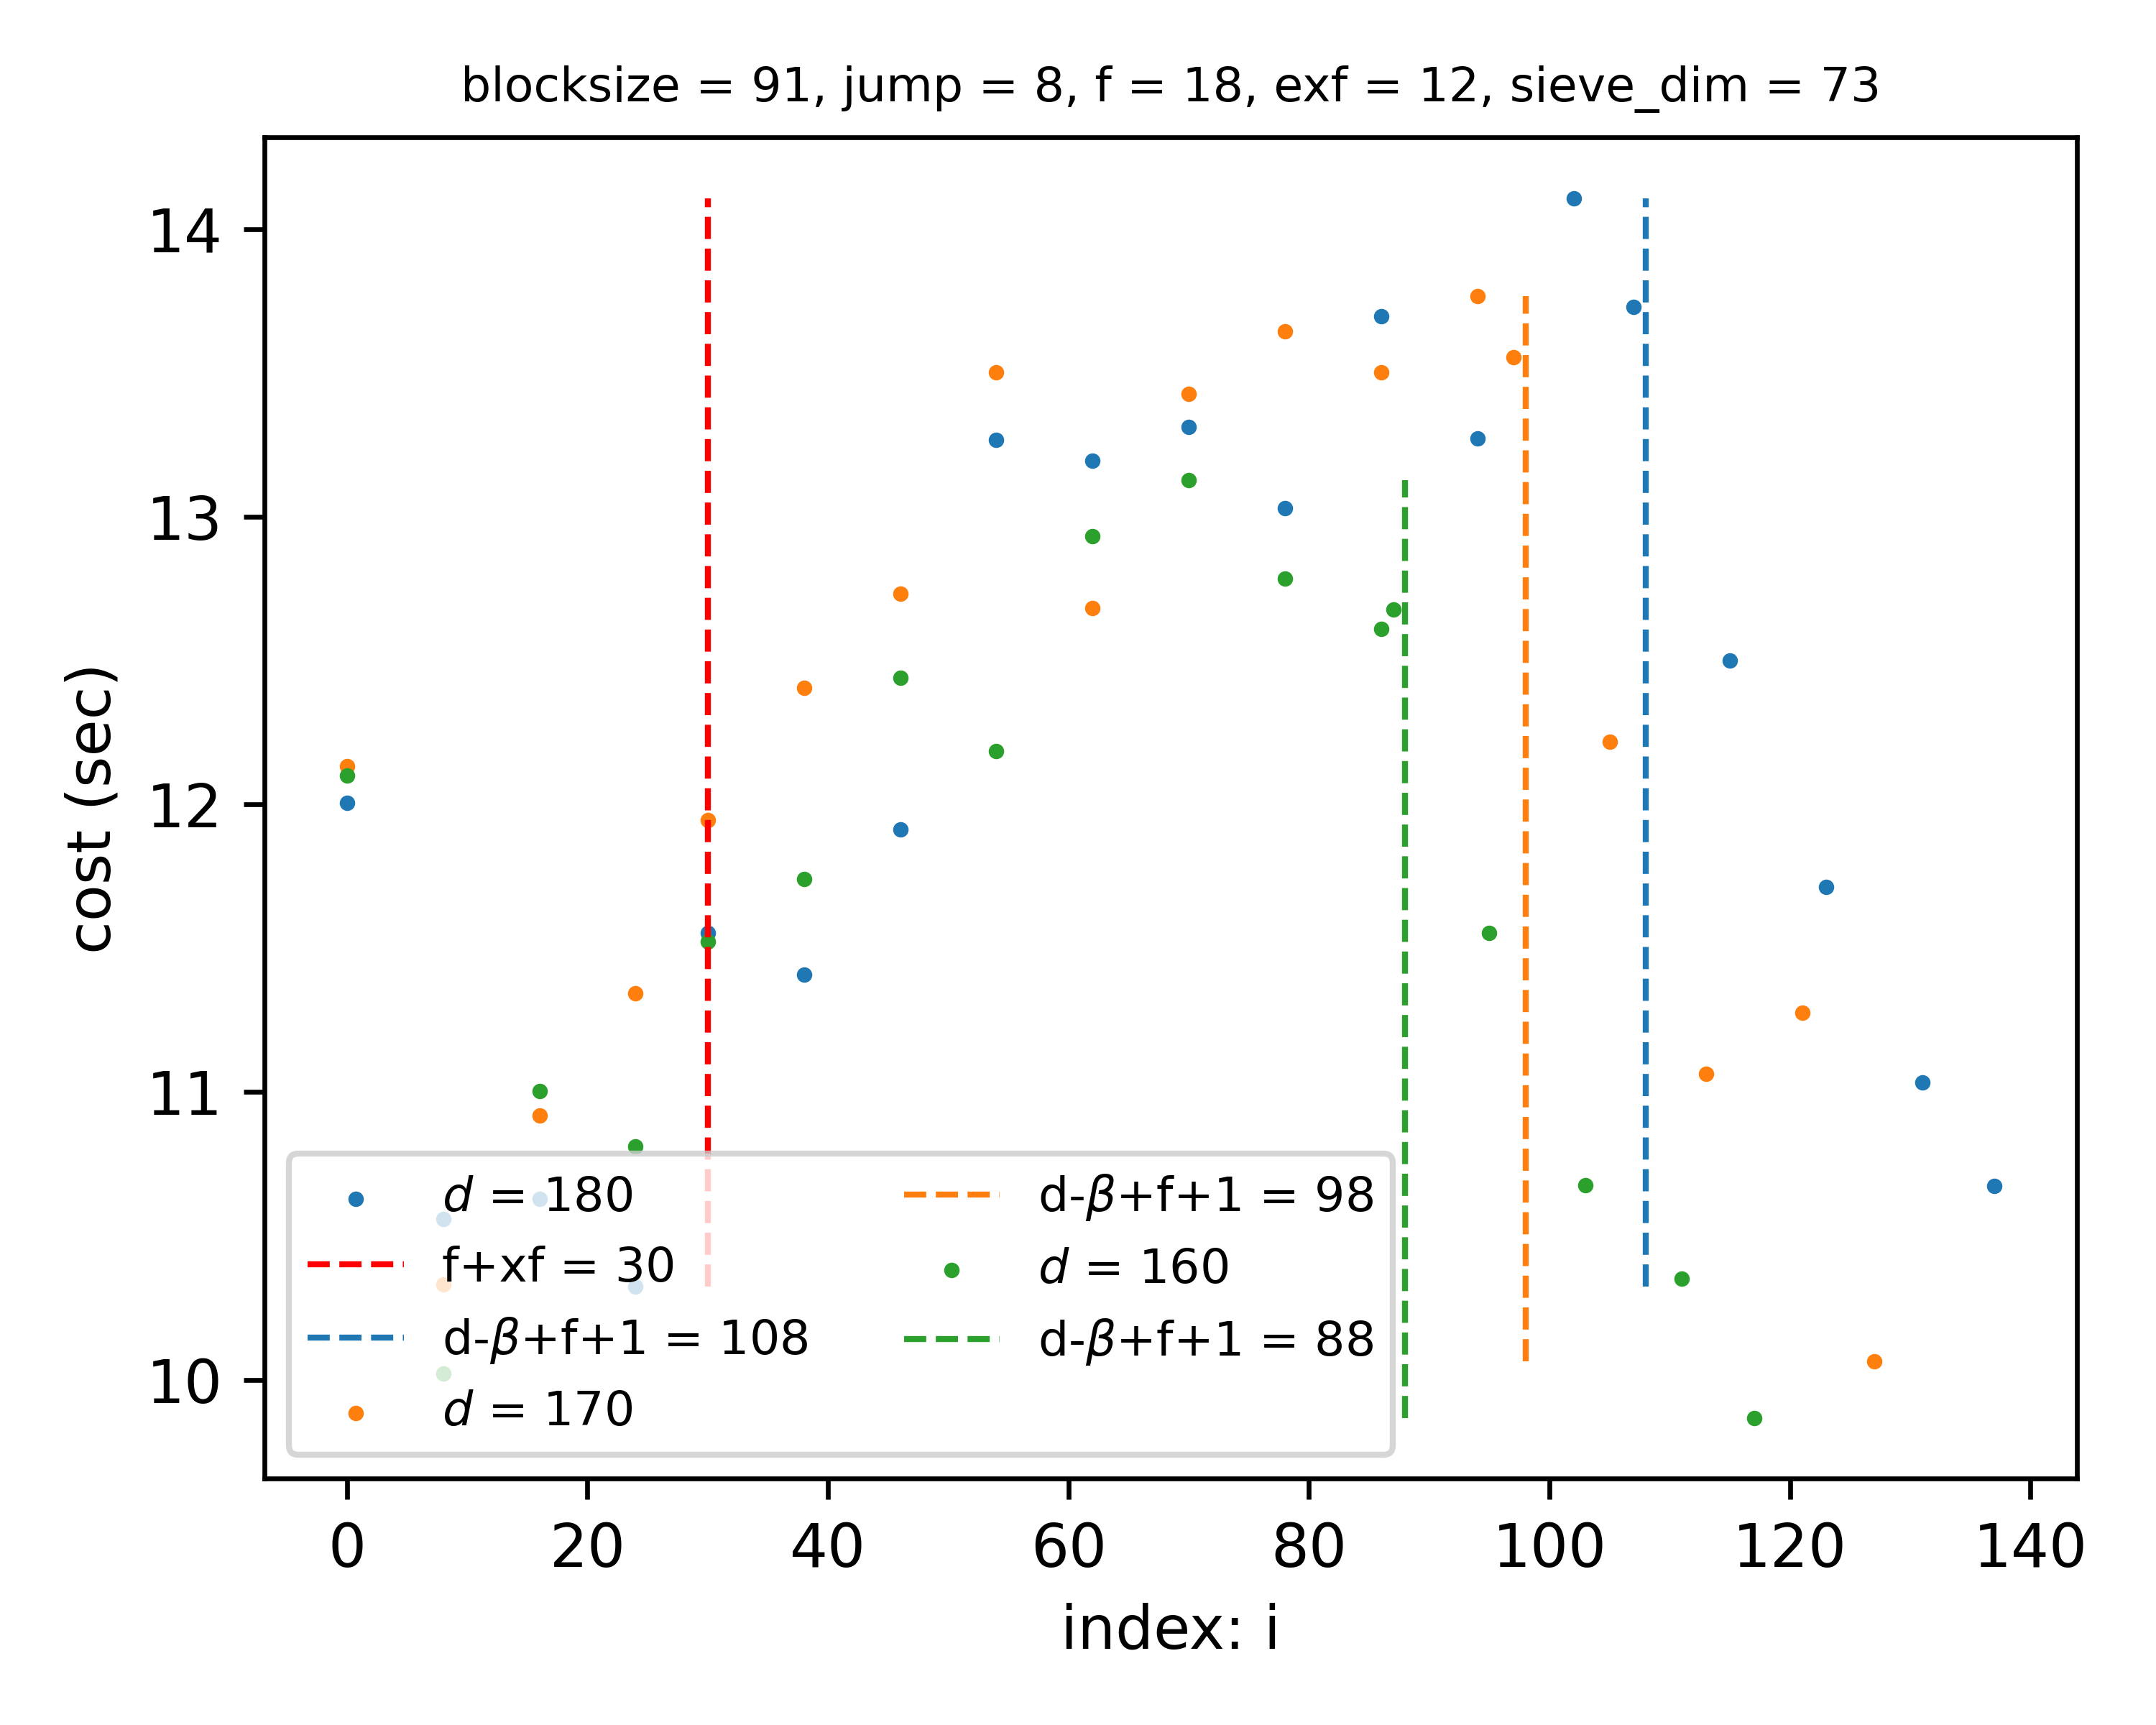 blocksize = 91, jump = 8, f = 18, exf = 12, sieve_dim = 73
cost (sec)
14
13
12
11
10
d = 180
f+xf = 30
d-β+f+1 = 108
d = 170
d-β+f+1 = 98
d = 160
d-β+f+1 = 88
0 20 40 60 80 100 120 140
index: i